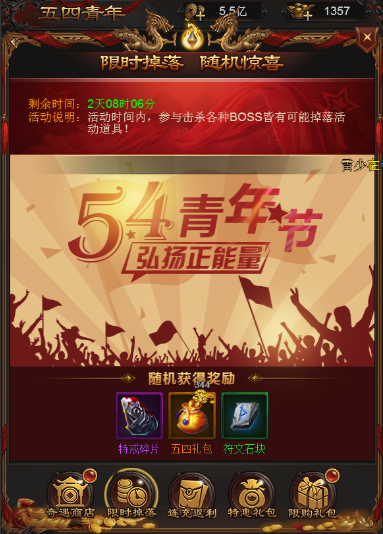 五四青年
5.5亿
1357
限时掉落 随机惊喜
剩余时间：2天08时06分
活动说明：活动时间内，参与击杀各种BOSS皆有可能掉落活
动道具！
雷少在
5.4青年节
弘扬正能量
随机获得奖励
344
特戒碎片
五四礼包
符文石块
奇遇商店
限时掉落
连充返利
特惠礼包
限购礼包